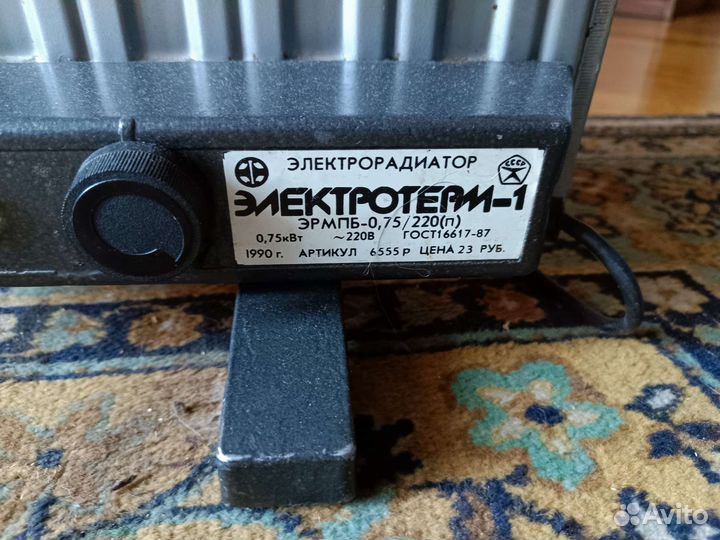 ЭЛЕКТРОРАДИАТОР
СССР
ЭЛЕКТРОТЕРМ-1
ЭРМПБ-0,75/220(п)
0,75кВт ~220В ГОСТ16617-87
1990 г. АРТИКУЛ 6555 р ЦЕНА 23 РУБ.
Avito